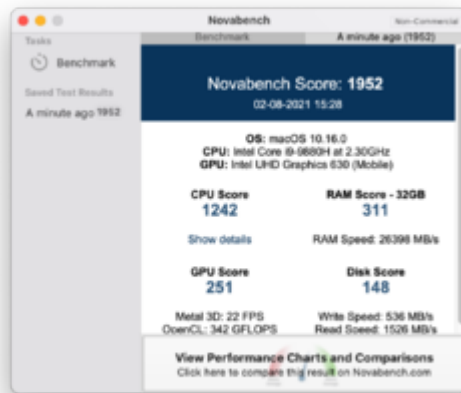 Novabench
Non-Commercial
Tasks
Benchmark
Saved Test Results
A minute ago 1952
Benchmark
A minute ago (1952)
Novabench Score: 1952
02-08-2021 15:28
OS: macOS 10.16.0
CPU: Intel Core i9-9880H at 2.30GHz
GPU: Intel UHD Graphics 630 (Mobile)
CPU Score
1242
Show details
RAM Score - 32GB
311
RAM Speed: 26398 MB/s
GPU Score
251
Metal 3D: 22 FPS
OpenCL: 342 GFLOPS
Disk Score
148
Write Speed: 536 MB/s
Read Speed: 1526 MB/s
View Performance Charts and Comparisons
Click here to compare this result on Novabench.com